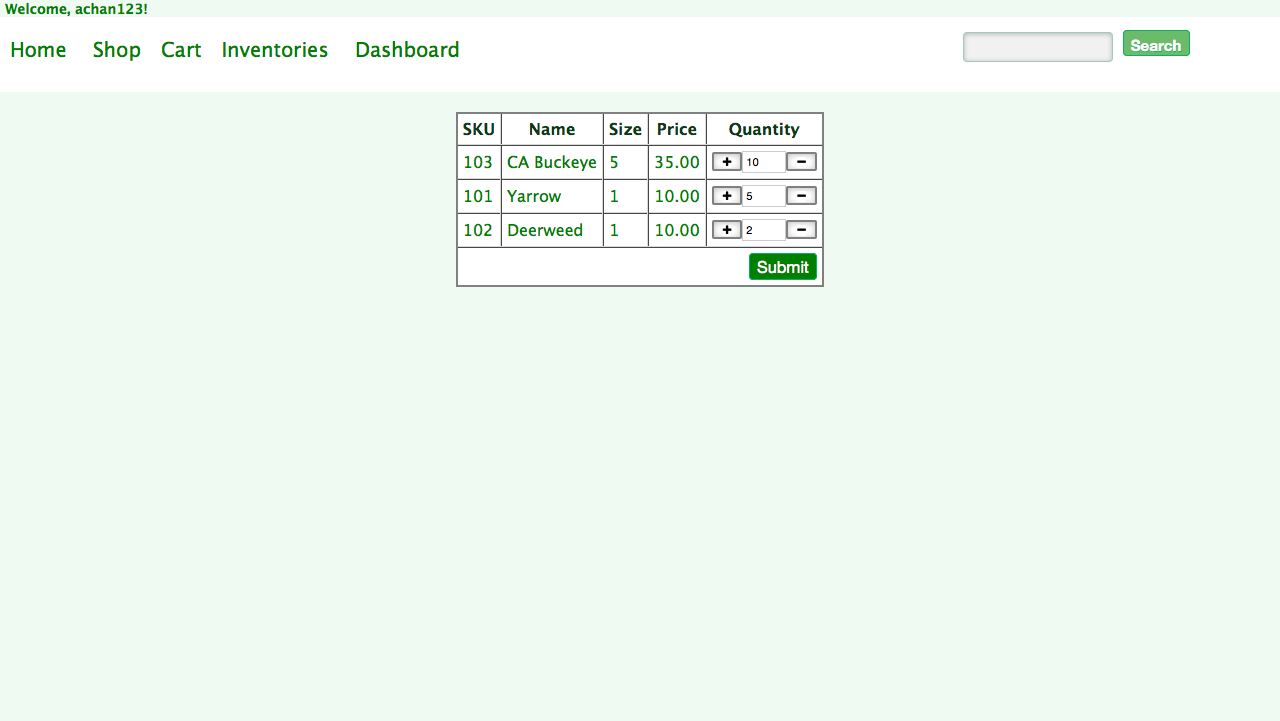 Welcome, achan123!
Home Shop Cart Inventories Dashboard Search
SKU Name Size Price Quantity
103 CA Buckeye 5 35.00 + 10 −
101 Yarrow 1 10.00 + 5 −
102 Deerweed 1 10.00 + 2 −
Submit